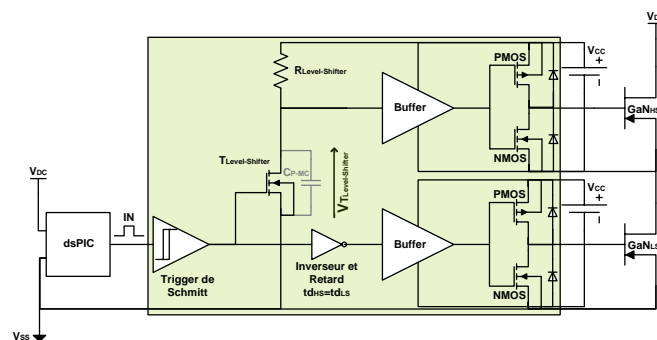 VD
VCC
+
PMOS
RLevel-Shifter
Buffer
GaNHS
NMOS
TLevel-Shifter
CP-MC
VTLevel-Shifter
PMOS
VCC
+
VDC
IN
dsPIC
Buffer
GaNLS
Trigger de
Schmitt
Inverseur et
Retard
tdHS=tdLS
NMOS
VSS